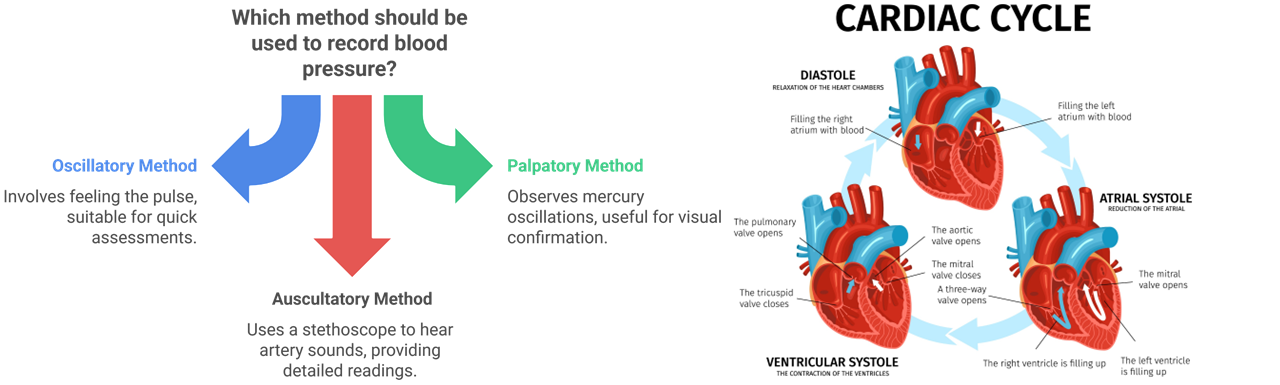 Which method should be
used to record blood
pressure?
Oscillatory Method
Involves feeling the pulse,
suitable for quick
assessments.
Palpatory Method
Observes mercury
oscillations, useful for visual
confirmation.
Auscultatory Method
Uses a stethoscope to hear
artery sounds, providing
detailed readings.
CARDIAC CYCLE
DIASTOLE
RELAXATION OF THE HEART CHAMBERS
Filling the right
atrium with blood
Filling the left
atrium with blood
ATRIAL SYSTOLE
REDUCTION OF THE ATRIAL
The mitral
valve opens
A three-way
valve opens
The right ventricle is filling up
The left ventricle
is filling up
The pulmonary
valve opens
The aortic
valve opens
The mitral
valve closes
The tricuspid
valve closes
VENTRICULAR SYSTOLE
THE CONTRACTION OF THE VENTRICLES